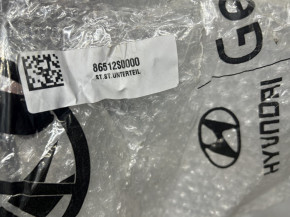 86512S0000
ST.ST. UNTERTEIL
Ge
HYUNDAI